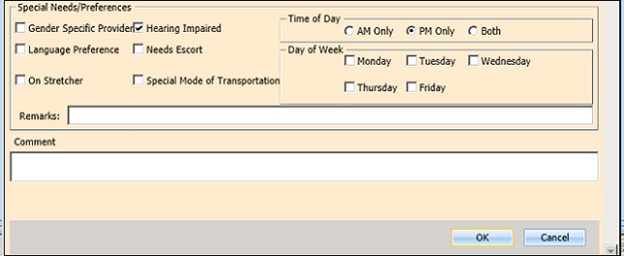 Special Needs/Preferences
Time of Day
Gender Specific Provider Hearing Impaired
AM Only PM Only Both
Language Preference Needs Escort
Day of Week
Monday Tuesday Wednesday
On Stretcher Special Mode of Transportation
Thursday Friday
Remarks:
Comment
OK Cancel